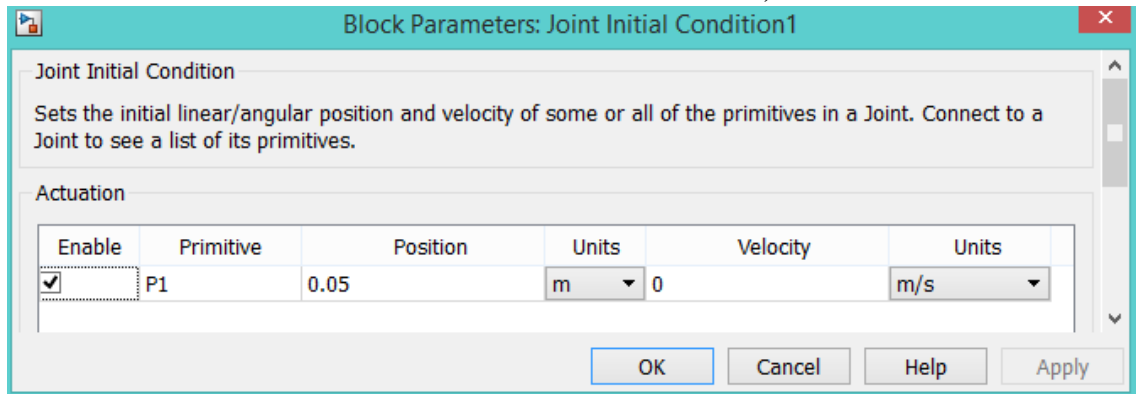 Block Parameters: Joint Initial Condition1
Joint Initial Condition
Sets the initial linear/angular position and velocity of some or all of the primitives in a Joint. Connect to a
Joint to see a list of its primitives.
Actuation
Enable Primitive Position Units Velocity Units
P1 0.05 m 0 m/s
OK Cancel Help Apply